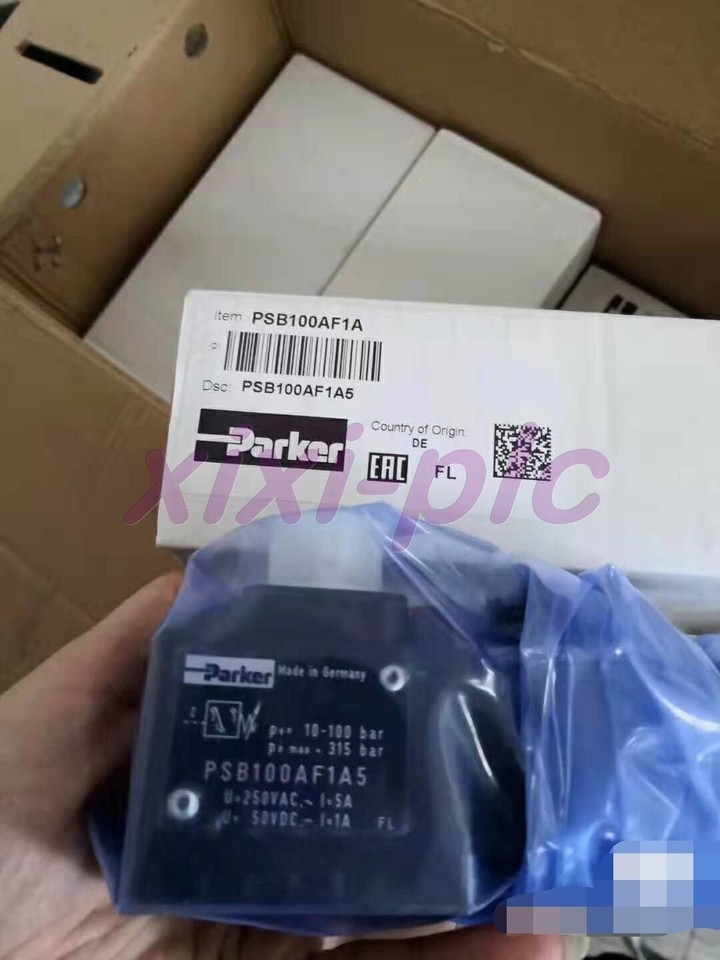 Item: PSB100AF1A
Dsc: PSB100AF1A5
Parker
Country of Origin:
DE
EAC
FL
xixi-pic
Parker Made in Germany
10-100 bar
315 bar
PSB100AF1A5
U=250VAC.~ I=5A
U= 50VDC.- I=1A FL